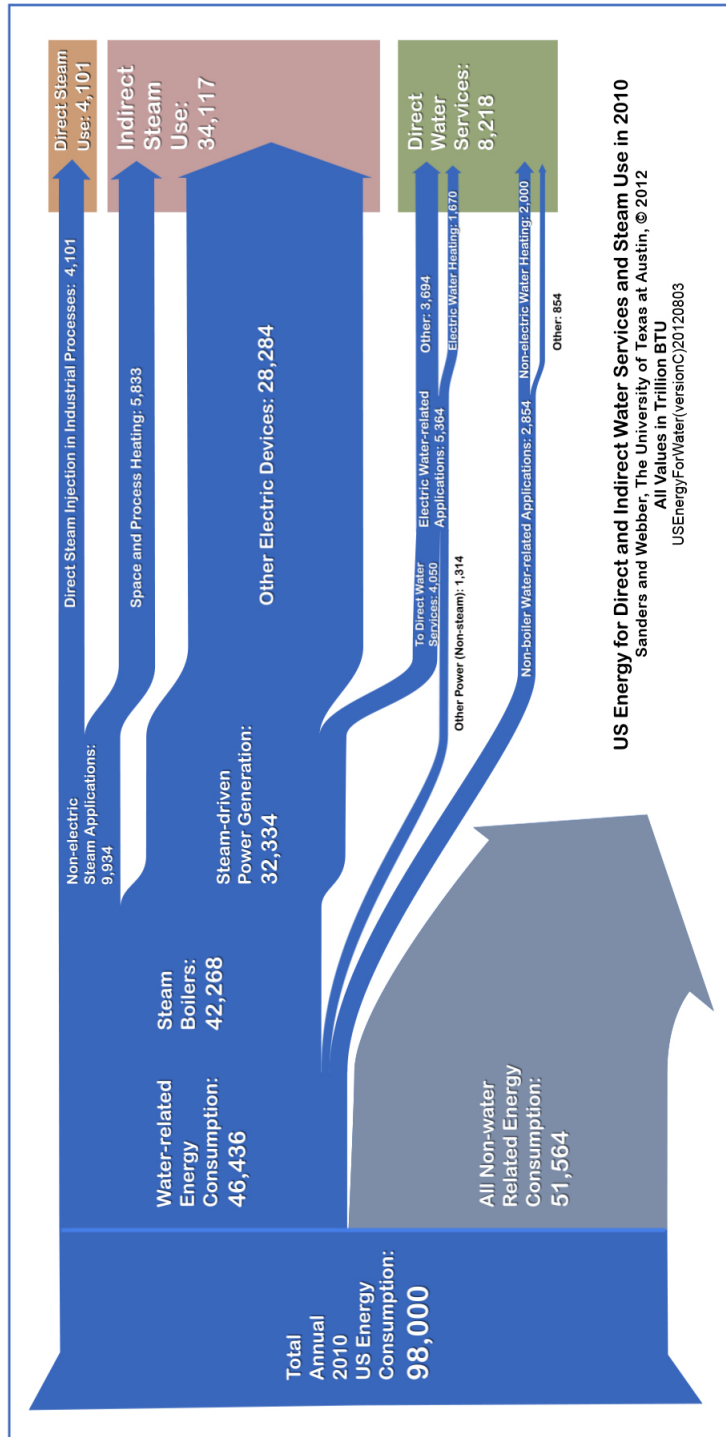 Total
Annual
2010
US Energy
Consumption:
98,000
Water-related
Energy
Consumption:
46,436
All Non-water
Related Energy
Consumption:
51,564
Steam
Boilers:
42,268
Non-electric
Steam Applications:
9,934
Steam-driven
Power Generation:
32,334
Direct Steam Injection in Industrial Processes: 4,101
Space and Process Heating: 5,833
Other Electric Devices: 28,284
To Direct Water
Services: 4,050
Other Power (Non-steam): 1,314
Electric Water-related
Applications: 5,364
Other: 3,694
Electric Water Heating: 1,670
Non-boiler Water-related Applications: 2,854
Non-electric Water Heating: 2,000
Other: 854
Direct Steam
Use: 4,101
Indirect
Steam
Use:
34,117
Direct
Water
Services:
8,218
US Energy for Direct and Indirect Water Services and Steam Use in 2010
Sanders and Webber, The University of Texas at Austin, © 2012
All Values in Trillion BTU
USEnergyForWater(versionC)20120803